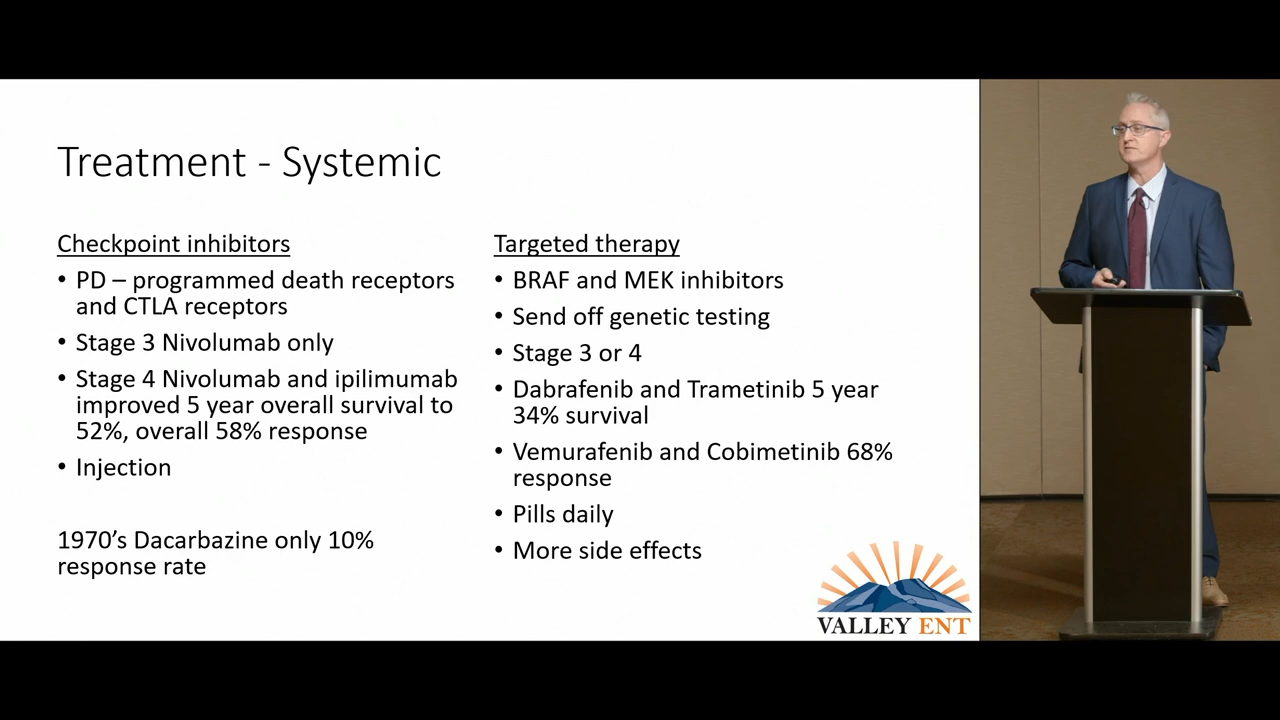 Treatment - Systemic
Checkpoint inhibitors
• PD – programmed death receptors
and CTLA receptors
• Stage 3 Nivolumab only
• Stage 4 Nivolumab and ipilimumab
improved 5 year overall survival to
52%, overall 58% response
• Injection
1970’s Dacarbazine only 10%
response rate
Targeted therapy
• BRAF and MEK inhibitors
• Send off genetic testing
• Stage 3 or 4
• Dabrafenib and Trametinib 5 year
34% survival
• Vemurafenib and Cobimetinib 68%
response
• Pills daily
• More side effects
VALLEY ENT